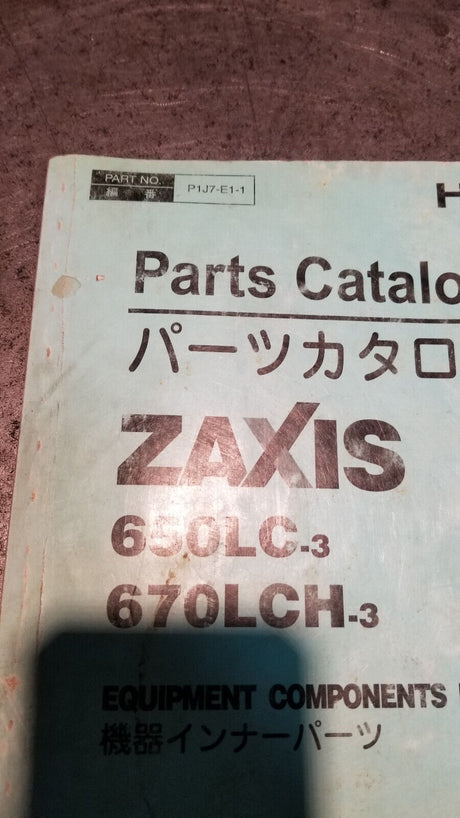 PART NO.
編 番
P1J7-E1-1
H
Parts Catalo
パーツカタロ
ZAXIS
650LC-3
670LCH-3
EQUIPMENT COMPONENTS
機器インナーパーツ